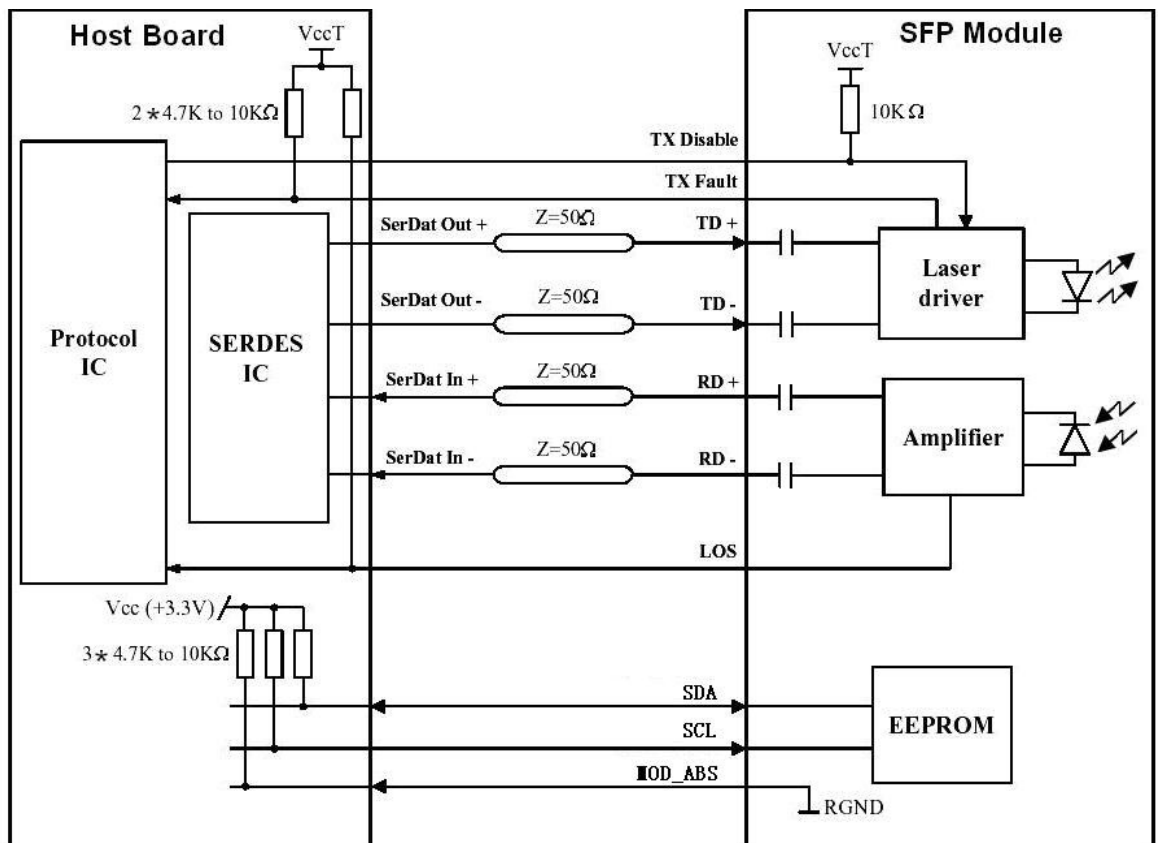 Host Board
VccT
2*4.7K to 10KΩ
SFP Module
VccT
10KΩ
TX Disable
TX Fault
SerDat Out +
Z=50Ω
TD +
SerDat Out -
Z=50Ω
TD -
SerDat In +
Z=50Ω
RD +
SerDat In -
Z=50Ω
RD -
Protocol
IC
SERDES
IC
Laser
driver
Amplifier
LOS
Vcc (+3.3V)
3*4.7K to 10KΩ
SDA
SCL
MOD_ABS
EEPROM
RGND